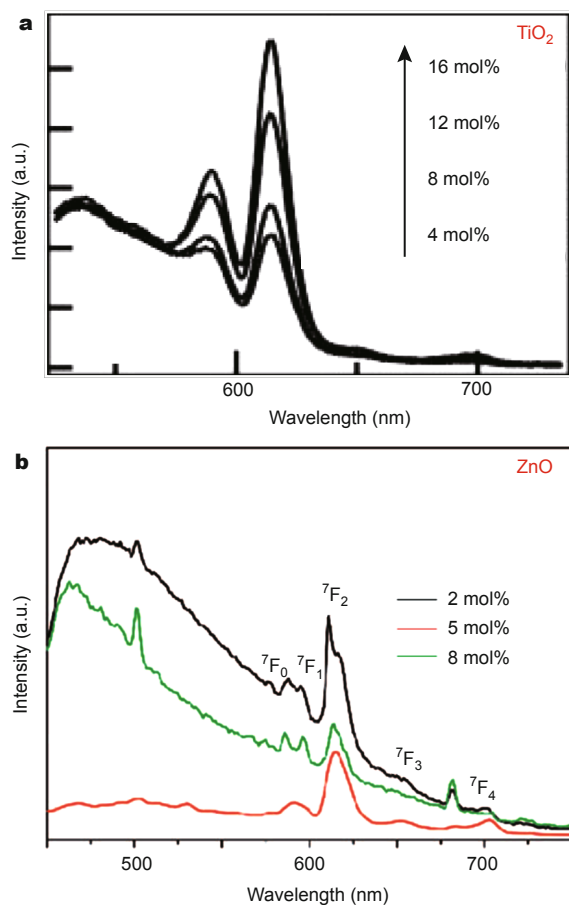 a
TiO₂
16 mol%
12 mol%
8 mol%
4 mol%
Intensity (a.u.)
600
700
Wavelength (nm)
b
ZnO
⁷F₂
2 mol%
5 mol%
8 mol%
⁷F₀
⁷F₁
⁷F₃
⁷F₄
Intensity (a.u.)
500
600
700
Wavelength (nm)